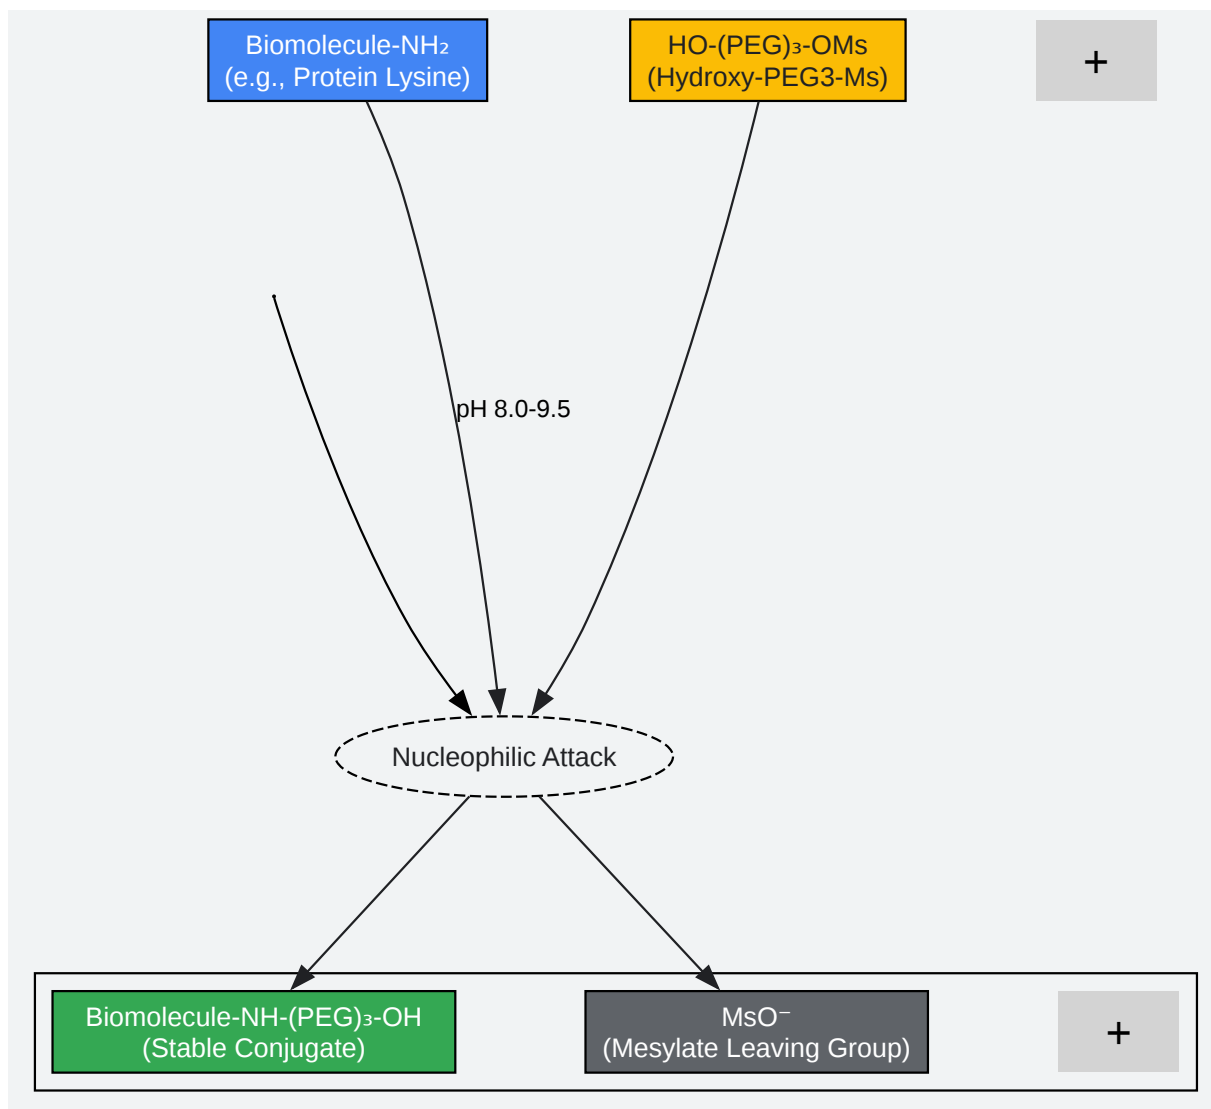 Biomolecule-NH₂
(e.g., Protein Lysine)
HO-(PEG)₃-OMs
(Hydroxy-PEG3-Ms)
+
pH 8.0-9.5
Nucleophilic Attack
Biomolecule-NH-(PEG)₃-OH
(Stable Conjugate)
MsO⁻
(Mesylate Leaving Group)
+